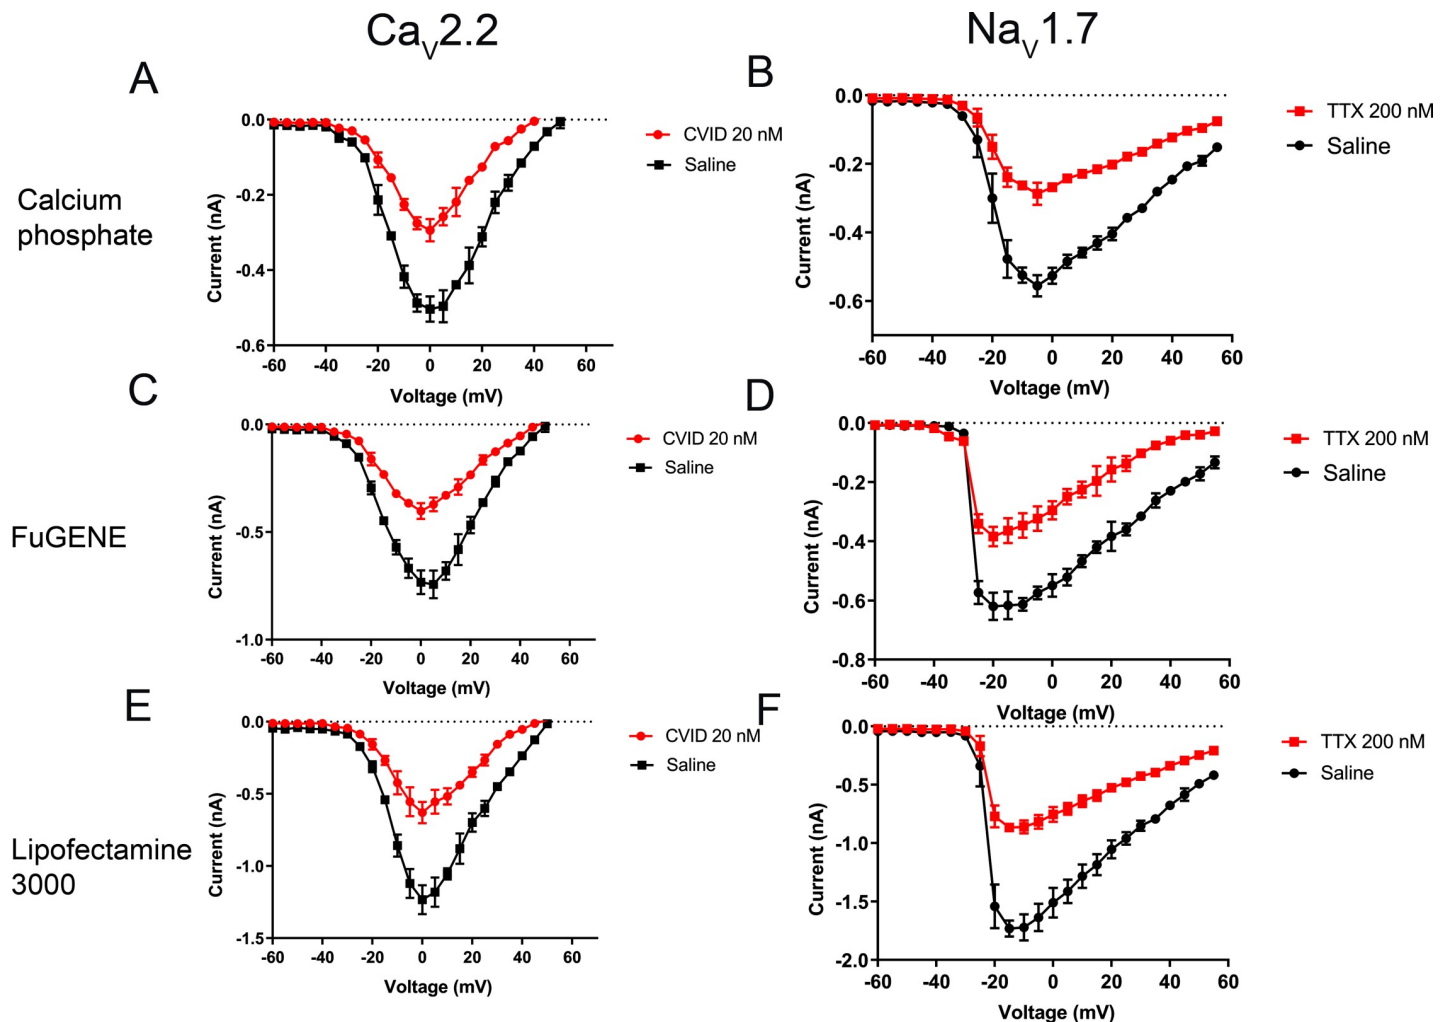 CaV2.2
NaV1.7
A
0.0
-0.2
-0.4
-0.6
Current (nA)
-60 -40 -20 0 20 40 60
Voltage (mV)
CVID 20 nM
Saline
B
0.0
-0.2
-0.4
-0.6
Current (nA)
-60 -40 -20 0 20 40 60
Voltage (mV)
TTX 200 nM
Saline
Calcium
phosphate
C
0.0
-0.5
-1.0
Current (nA)
-60 -40 -20 0 20 40 60
Voltage (mV)
CVID 20 nM
Saline
D
0.0
-0.2
-0.4
-0.6
-0.8
Current (nA)
-60 -40 -20 0 20 40 60
Voltage (mV)
TTX 200 nM
Saline
FuGENE
E
0.0
-0.5
-1.0
-1.5
Current (nA)
-60 -40 -20 0 20 40 60
Voltage (mV)
CVID 20 nM
Saline
F
0.0
-0.5
-1.0
-1.5
-2.0
Current (nA)
-60 -40 -20 0 20 40 60
Voltage (mV)
TTX 200 nM
Saline
Lipofectamine
3000